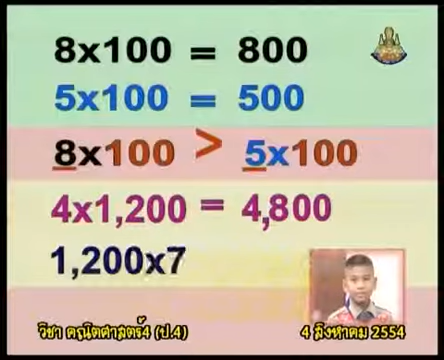 8x100 = 800
5x100 = 500
8x100 > 5x100
4x1,200 = 4,800
1,200x7
วิชา คณิตศาสตร์4 (ป.4) 4 สิงหาคม 2554